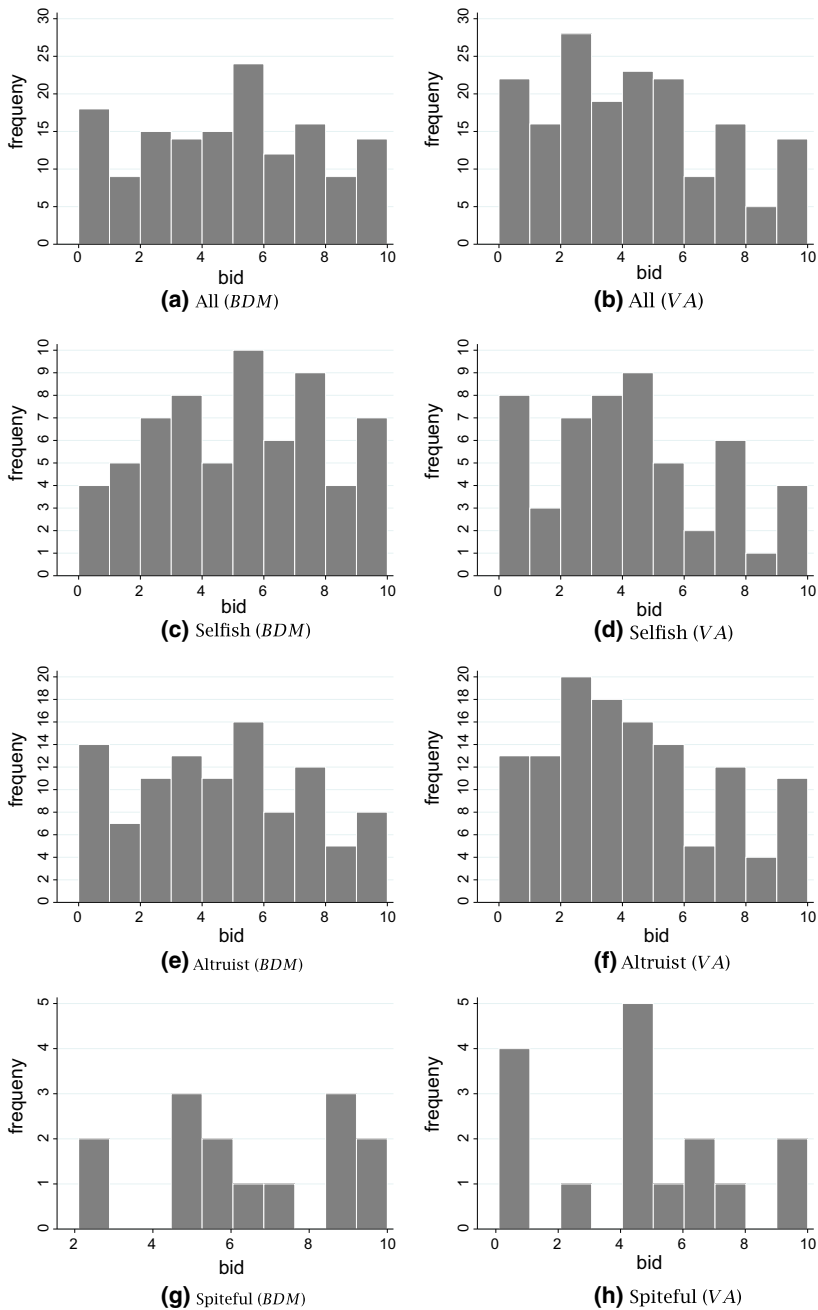 frequeny
30
25
20
15
10
5
0
0 2 4 6 8 10
bid
(a) All (BDM)
frequeny
30
25
20
15
10
5
0
0 2 4 6 8 10
bid
(b) All (VA)
frequeny
10
9
8
7
6
5
4
3
2
1
0
0 2 4 6 8 10
bid
(c) Selfish (BDM)
frequeny
10
9
8
7
6
5
4
3
2
1
0
0 2 4 6 8 10
bid
(d) Selfish (VA)
frequeny
20
18
16
14
12
10
8
6
4
2
0
0 2 4 6 8 10
bid
(e) Altruist (BDM)
frequeny
20
18
16
14
12
10
8
6
4
2
0
0 2 4 6 8 10
bid
(f) Altruist (VA)
frequeny
5
4
3
2
1
0
2 4 6 8 10
bid
(g) Spiteful (BDM)
frequeny
5
4
3
2
1
0
0 2 4 6 8 10
bid
(h) Spiteful (VA)